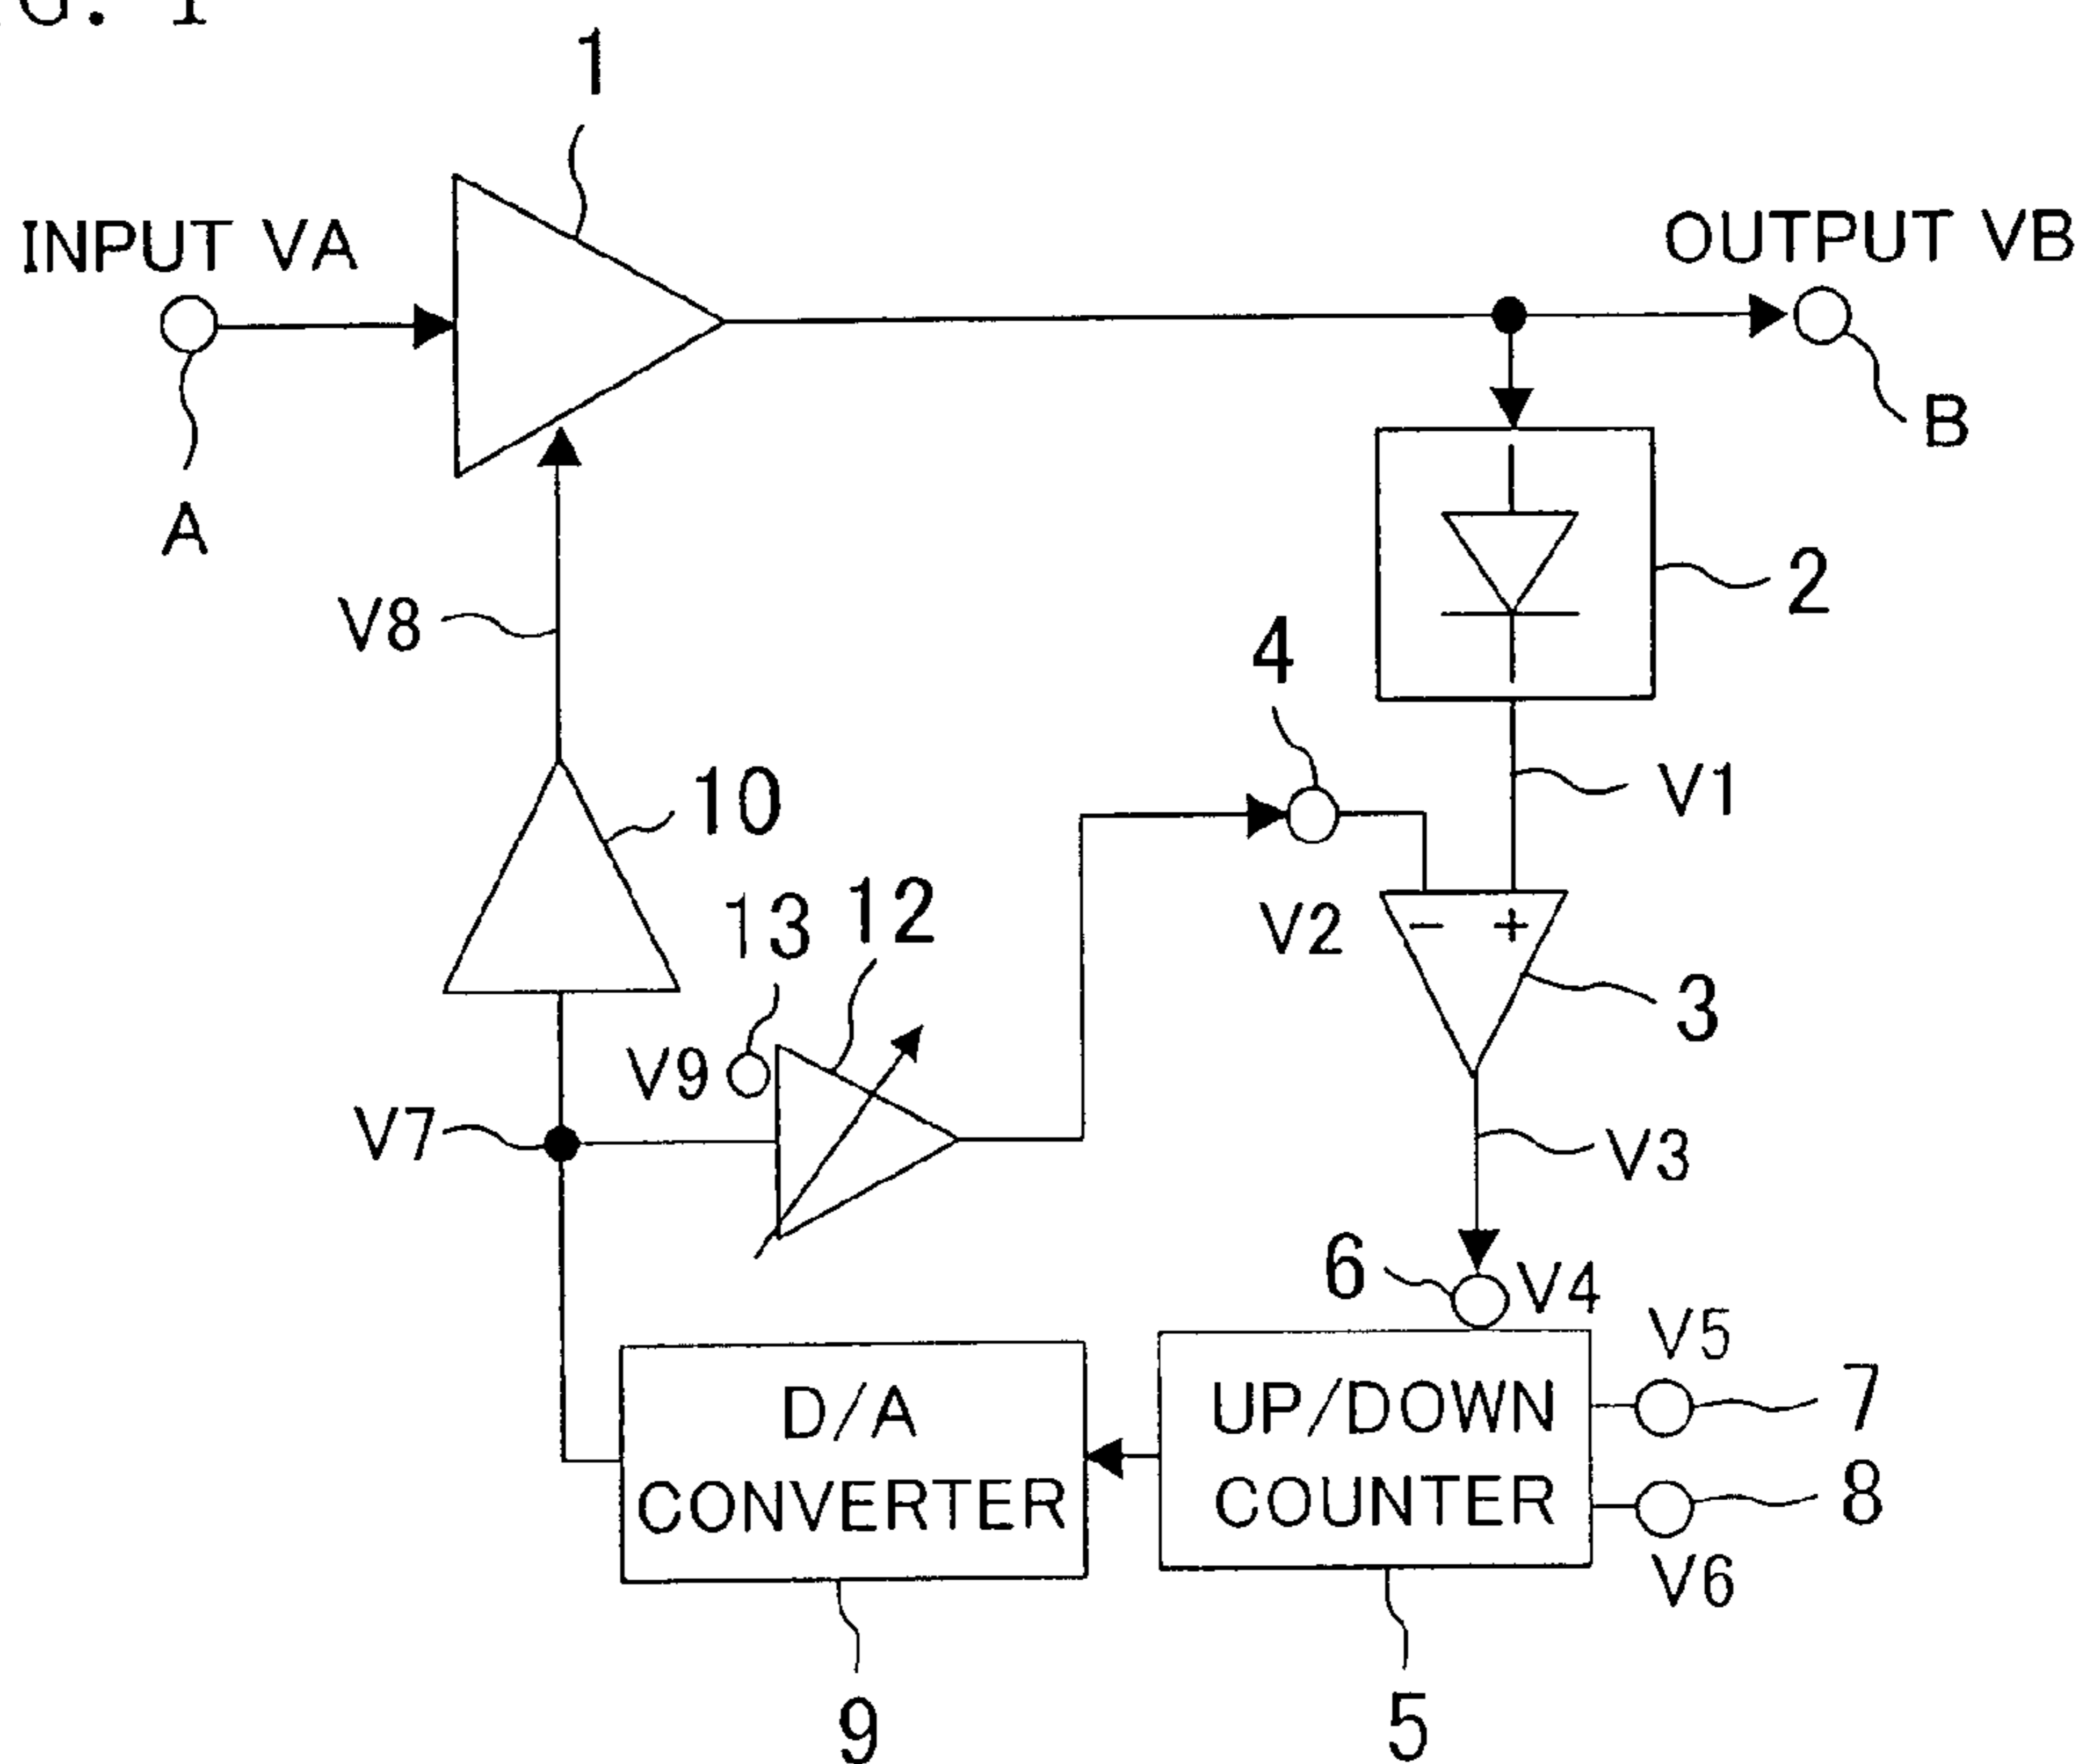 G. 1
1
INPUT VA
OUTPUT VB
A
B
2
V8
4
V1
10
13
12
V2
− +
3
V9
V7
V3
6
V4
V5
7
D/A
CONVERTER
UP/DOWN
COUNTER
8
V6
9
5